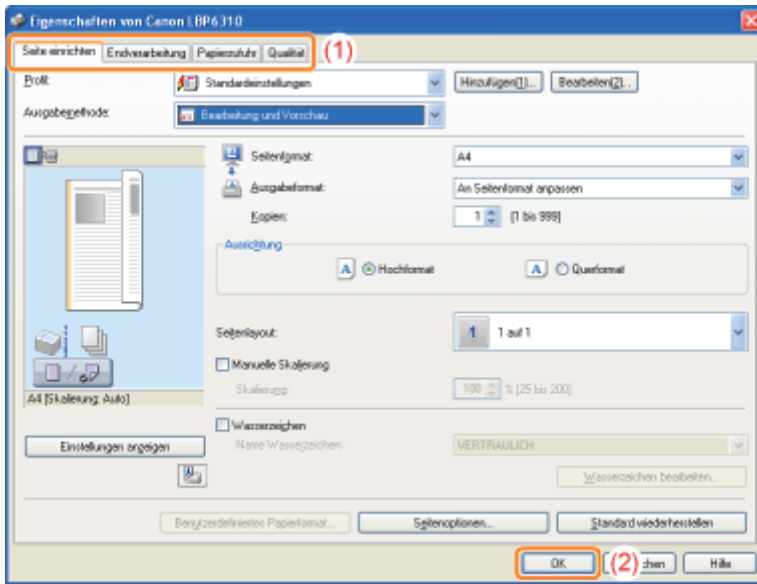 Eigenschaften von Canon LBP6310
Seite einrichten Endverarbeitung Papierzufuhr Qualität (1)
Profil: Standardeinstellungen Hinzufügen(1)... Bearbeiten(2)...
Ausgabemethode: Bearbeitung und Vorschau
Seitenformat: A4
Ausgabeformat: An Seitenformat anpassen
Kopien: 1 [1 bis 999]
Ausrichtung
A Hochformat A Querformat
Seitenlayout: 1 1 auf 1
Manuelle Skalierung
Skalierung: 100 % [25 bis 200]
A4 [Skalierung: Auto]
Wasserzeichen
Einstellungen anzeigen Name Wasserzeichen: VERTRAULICH
Wasserzeichen bearbeiten...
Benutzerdefiniertes Papierformat... Seitenoptionen... Standard wiederherstellen
OK (2) chen Hilfe